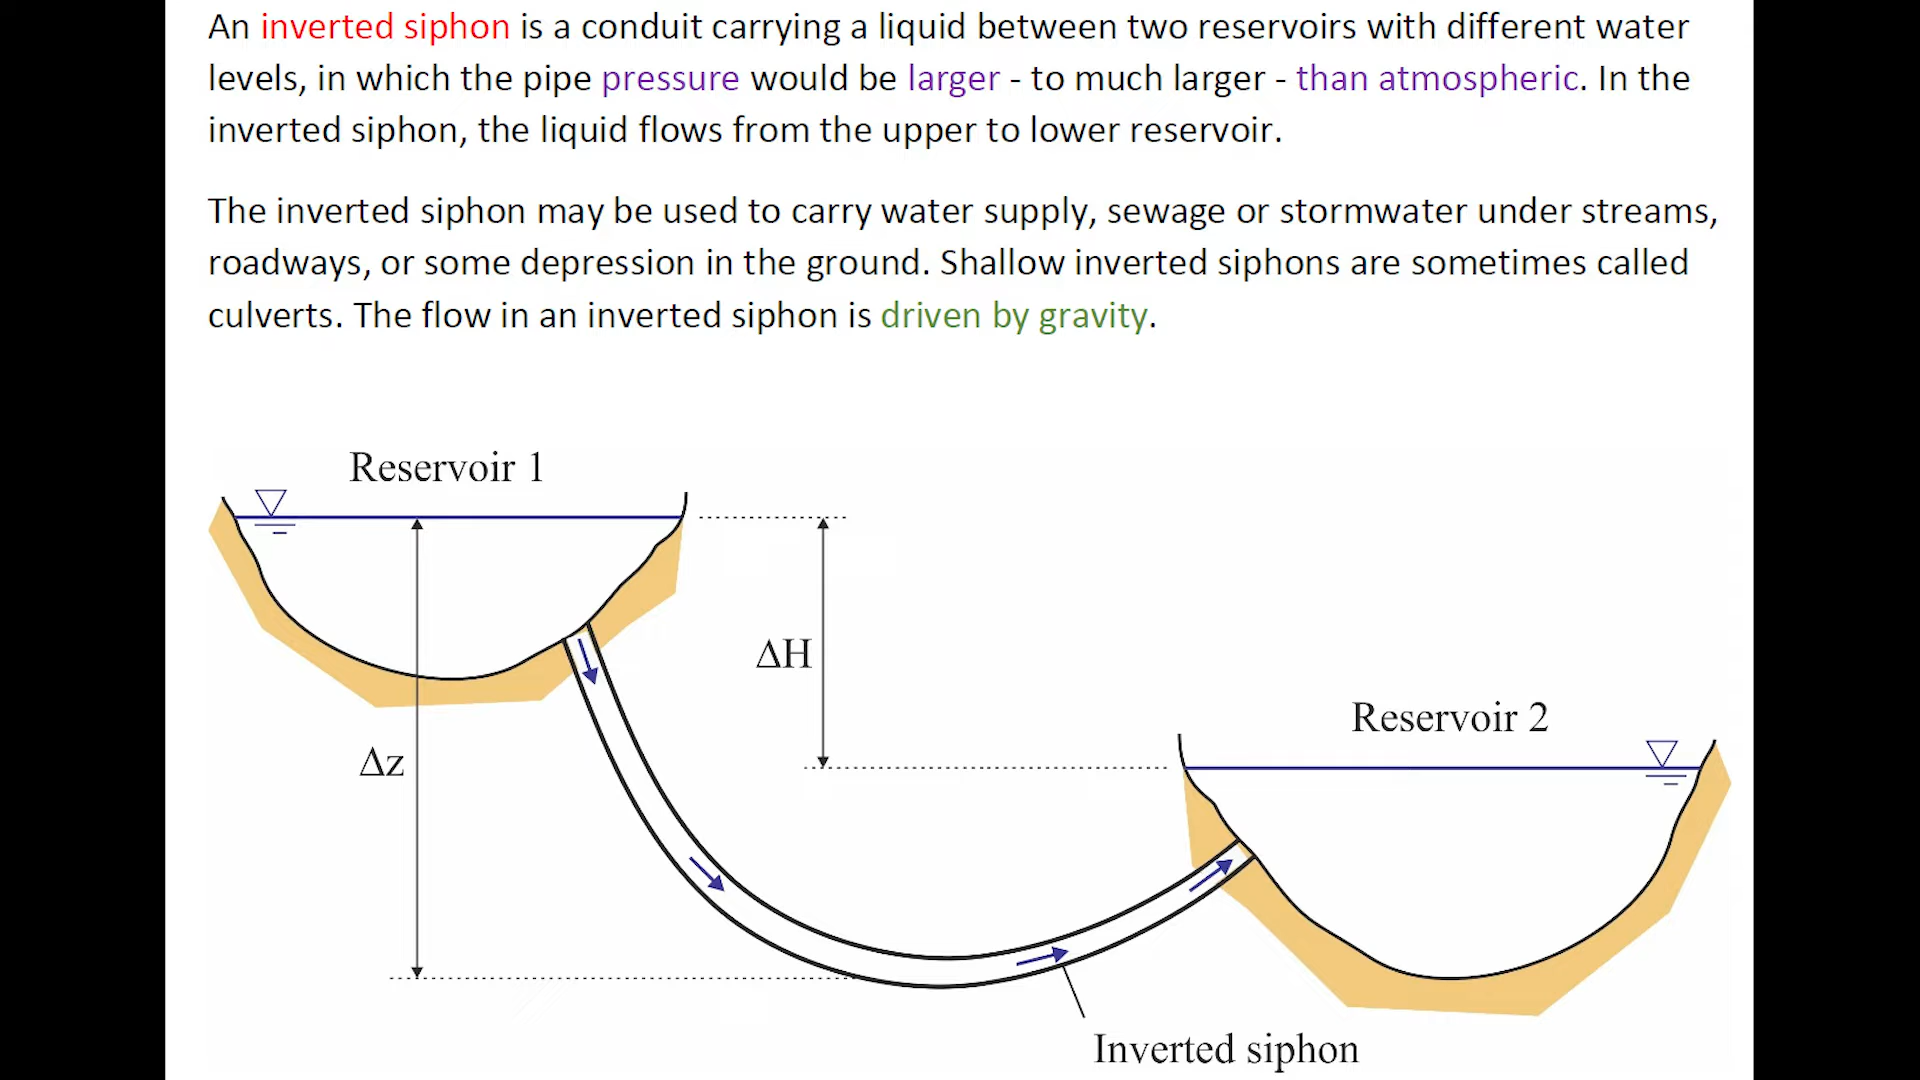 An inverted siphon is a conduit carrying a liquid between two reservoirs with different water
levels, in which the pipe pressure would be larger - to much larger - than atmospheric. In the
inverted siphon, the liquid flows from the upper to lower reservoir.
The inverted siphon may be used to carry water supply, sewage or stormwater under streams,
roadways, or some depression in the ground. Shallow inverted siphons are sometimes called
culverts. The flow in an inverted siphon is driven by gravity.
Reservoir 1
ΔH
Reservoir 2
Δz
Inverted siphon